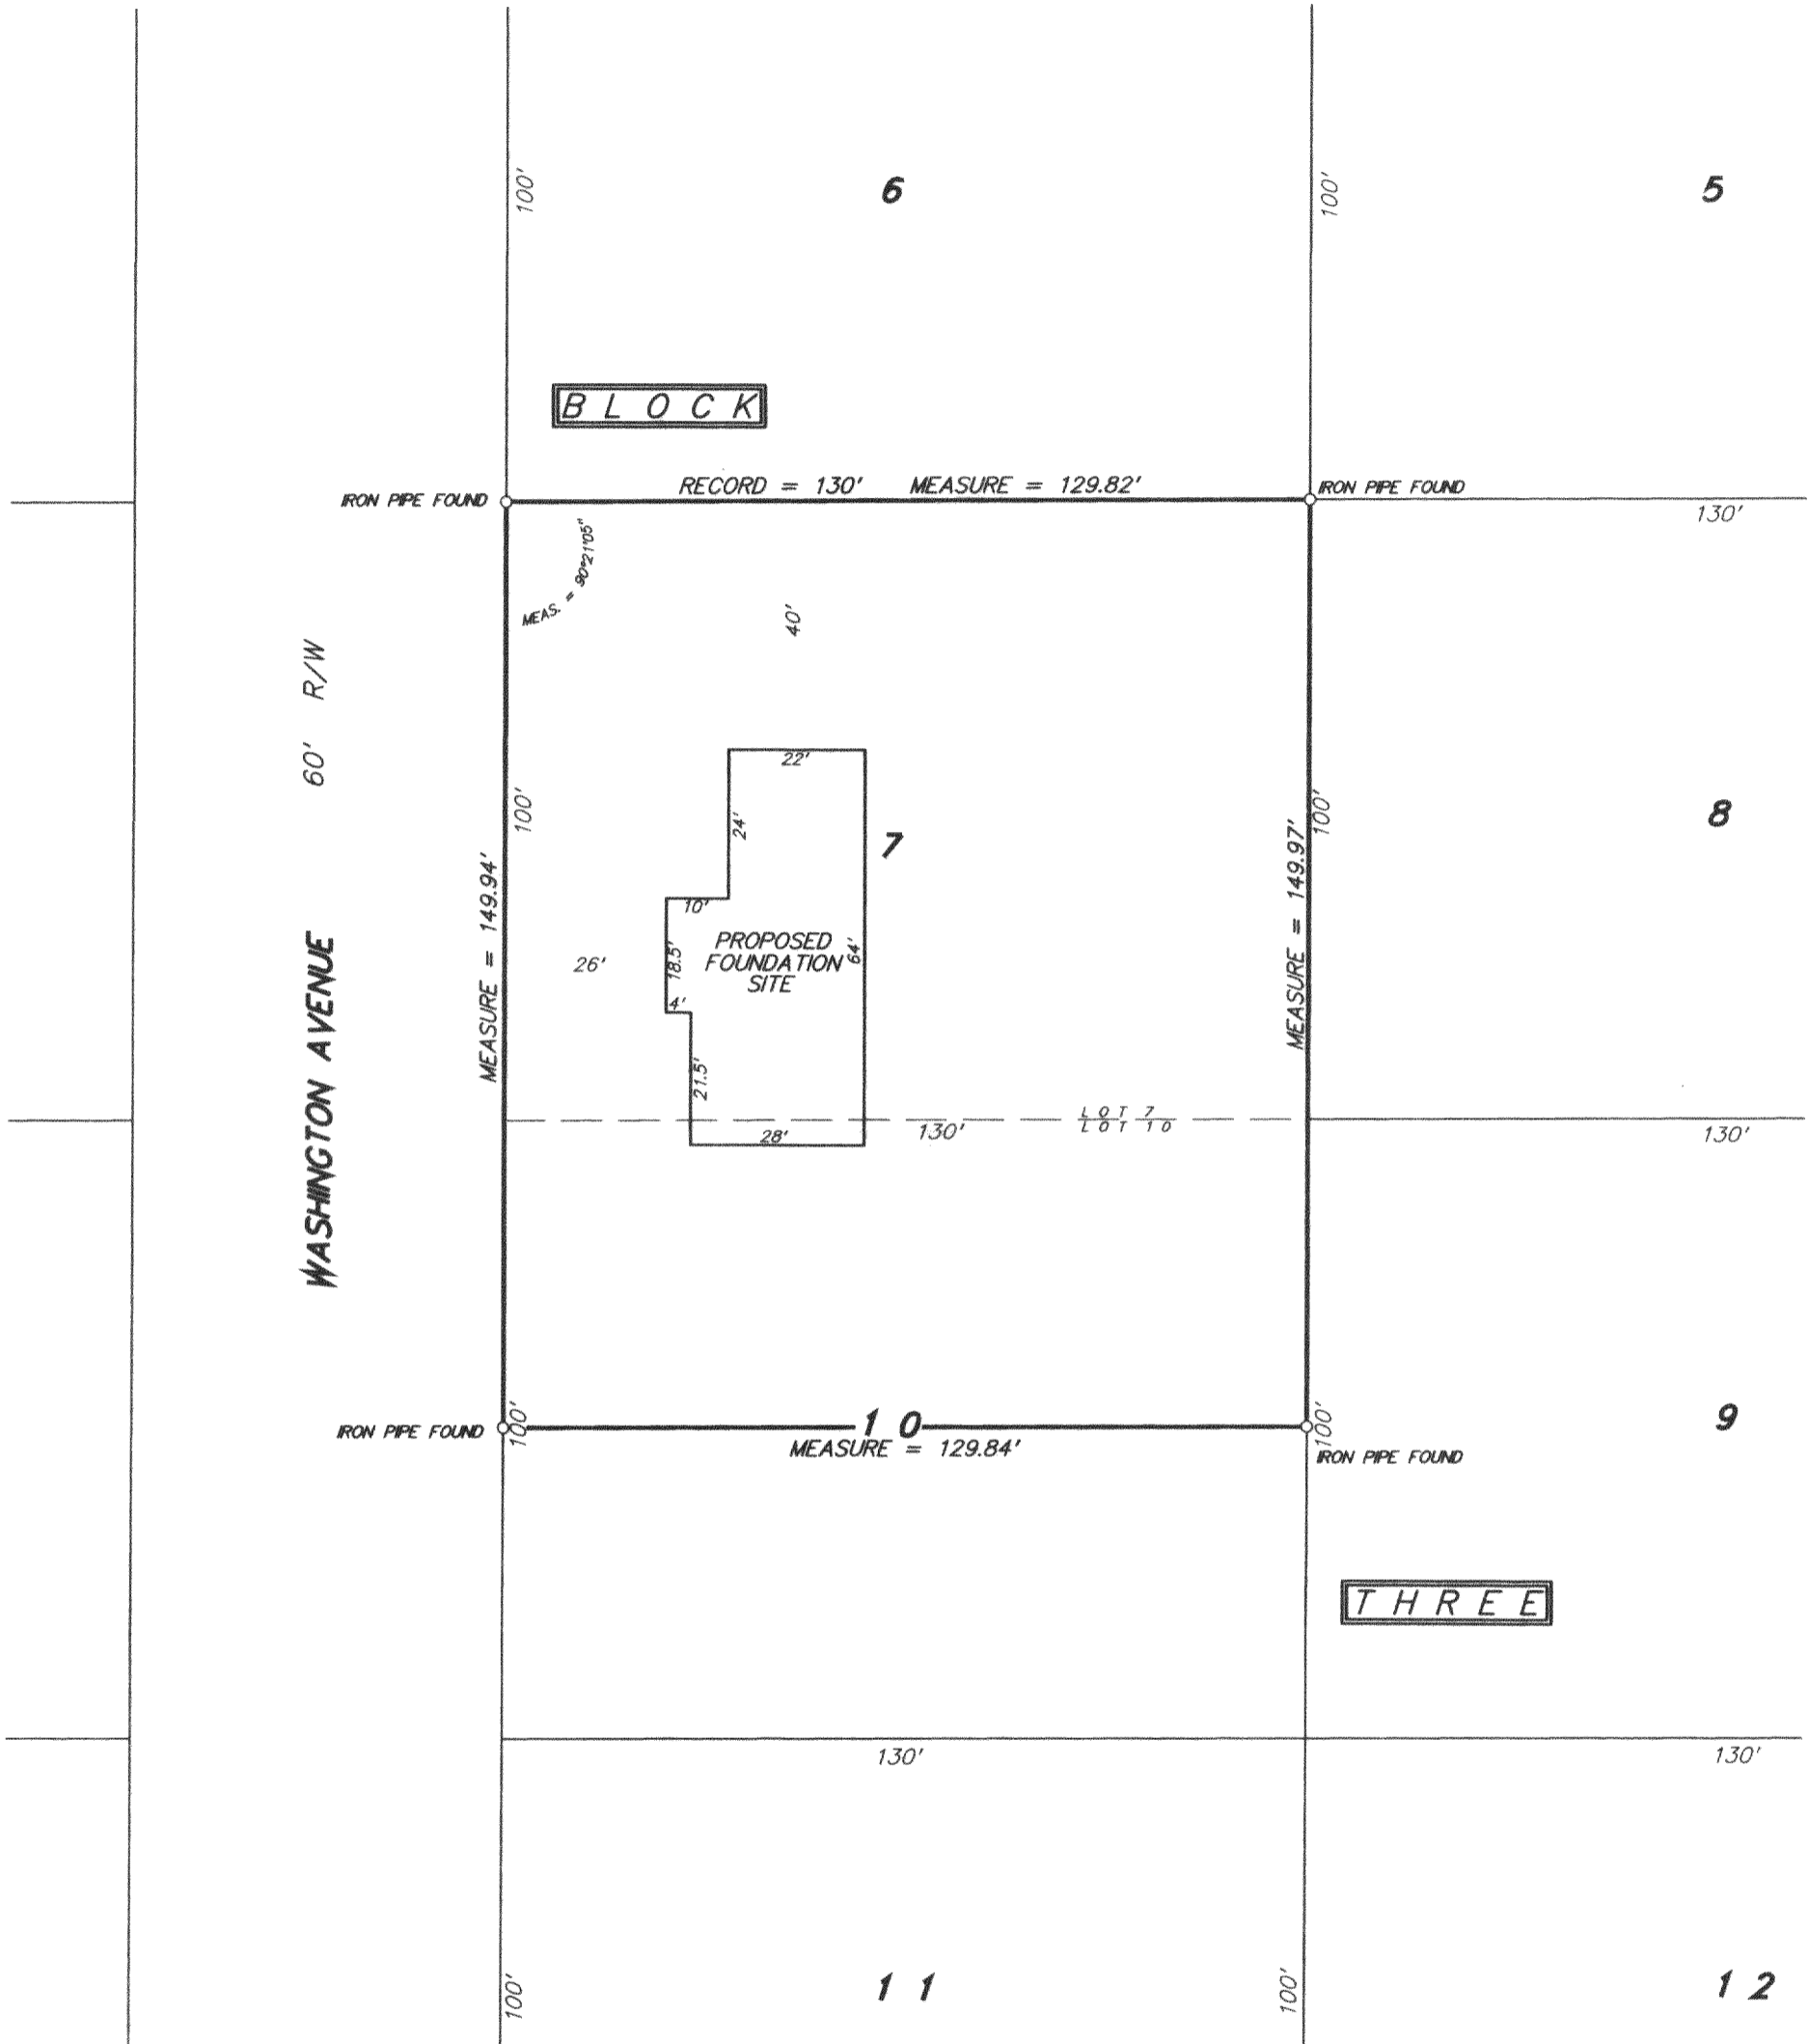 100'
6
100'
5
BLOCK
IRON PIPE FOUND
RECORD = 130' MEASURE = 129.82'
IRON PIPE FOUND
130'
MEAS. = 90°21'05"
40'
60' R/W
WASHINGTON AVENUE
MEASURE = 149.94'
100'
22'
24'
7
10'
PROPOSED
FOUNDATION
SITE
64'
18.5'
26'
4'
21.5'
28'
MEASURE = 149.97'
100'
8
130'
LOT 7
LOT 10
130'
IRON PIPE FOUND
100'
10
MEASURE = 129.84'
100'
IRON PIPE FOUND
9
THREE
130'
130'
100'
11
100'
12